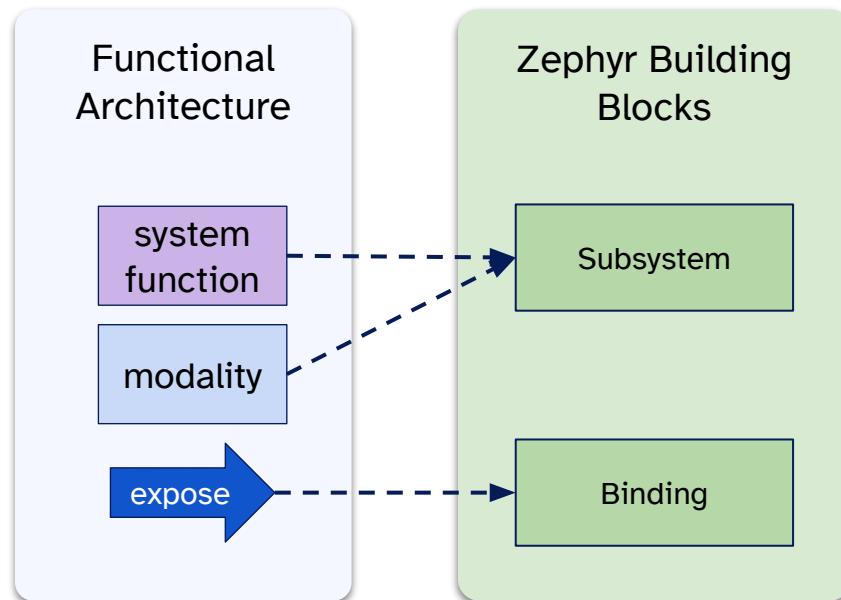 Functional
Architecture
system
function
modality
expose
Zephyr Building
Blocks
Subsystem
Binding